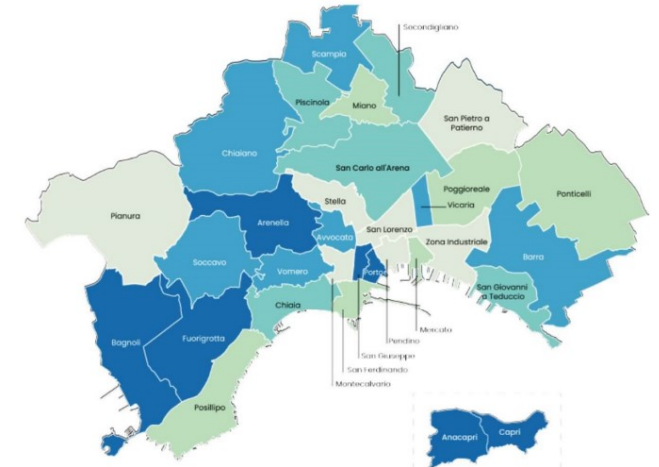 Secondigliano
Scampia
Piscinola
Miano
San Pietro a
Patierno
Chiaiano
San Carlo all'Arena
Poggioreale
Ponticelli
Vicaria
Stella
Pianura
Arenella
San Lorenzo
Avvocata
Zona Industriale
Barra
Soccavo
Vomero
Porto
San Giovanni
a Teduccio
Chiaia
Mercato
Bagnoli
Fuorigrotta
Pendino
San Giuseppe
San Ferdinando
Montecalvario
Posillipo
Anacapri
Capri